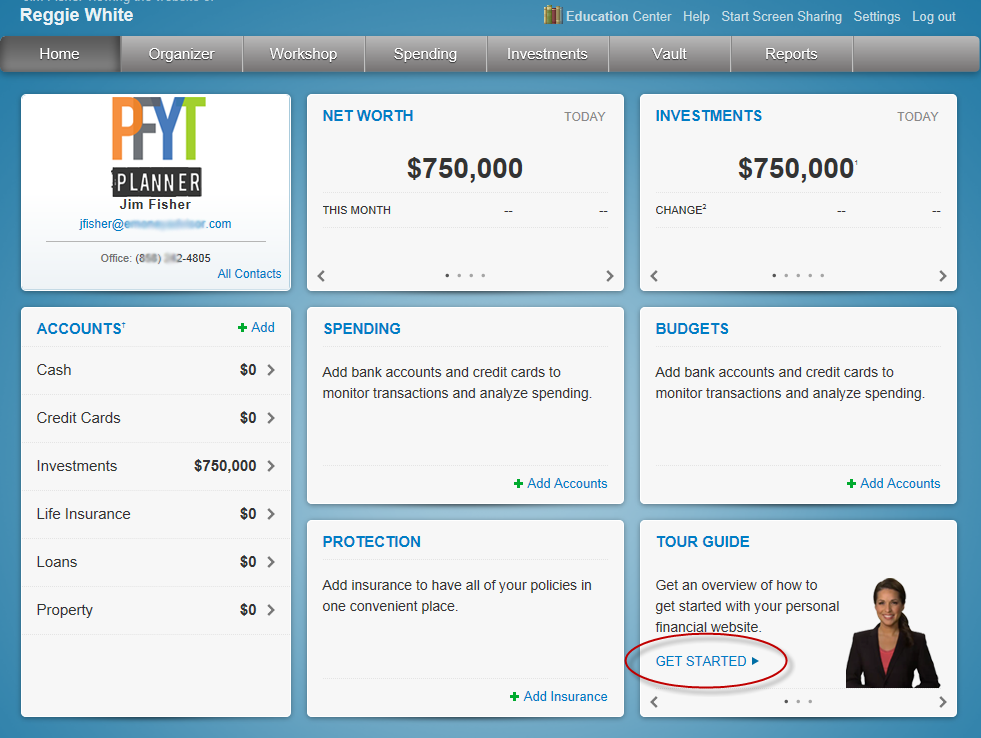 Reggie White
Education Center Help Start Screen Sharing Settings Log out
Home Organizer Workshop Spending Investments Vault Reports
PFYT
PLANNER
Jim Fisher
jfisher@ .com
Office: ( ) -4805
All Contacts
NET WORTH TODAY
$750,000
THIS MONTH -- --
INVESTMENTS TODAY
$750,000¹
CHANGE² -- --
ACCOUNTS† + Add
Cash $0
Credit Cards $0
Investments $750,000
Life Insurance $0
Loans $0
Property $0
SPENDING
Add bank accounts and credit cards to
monitor transactions and analyze spending.
+ Add Accounts
BUDGETS
Add bank accounts and credit cards to
monitor transactions and analyze spending.
+ Add Accounts
PROTECTION
Add insurance to have all of your policies in
one convenient place.
+ Add Insurance
TOUR GUIDE
Get an overview of how to
get started with your personal
financial website.
GET STARTED